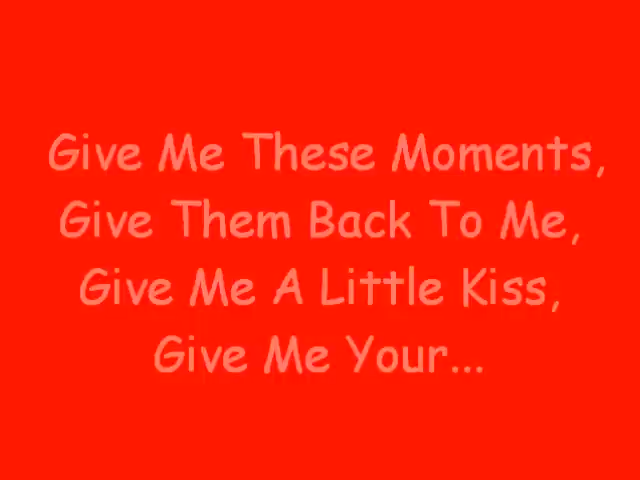 Give Me These Moments,
Give Them Back To Me,
Give Me A Little Kiss,
Give Me Your...